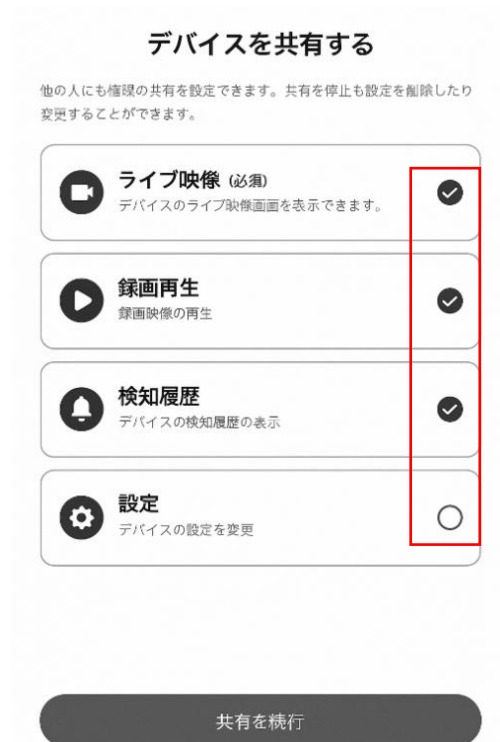 デバイスを共有する
他の人にも権限の共有を設定できます。共有を停止も設定を削除したり
変更することができます。
ライブ映像 (必須)
デバイスのライブ映像画面を表示できます。
録画再生
録画映像の再生
検知履歴
デバイスの検知履歴の表示
設定
デバイスの設定を変更
共有を続行